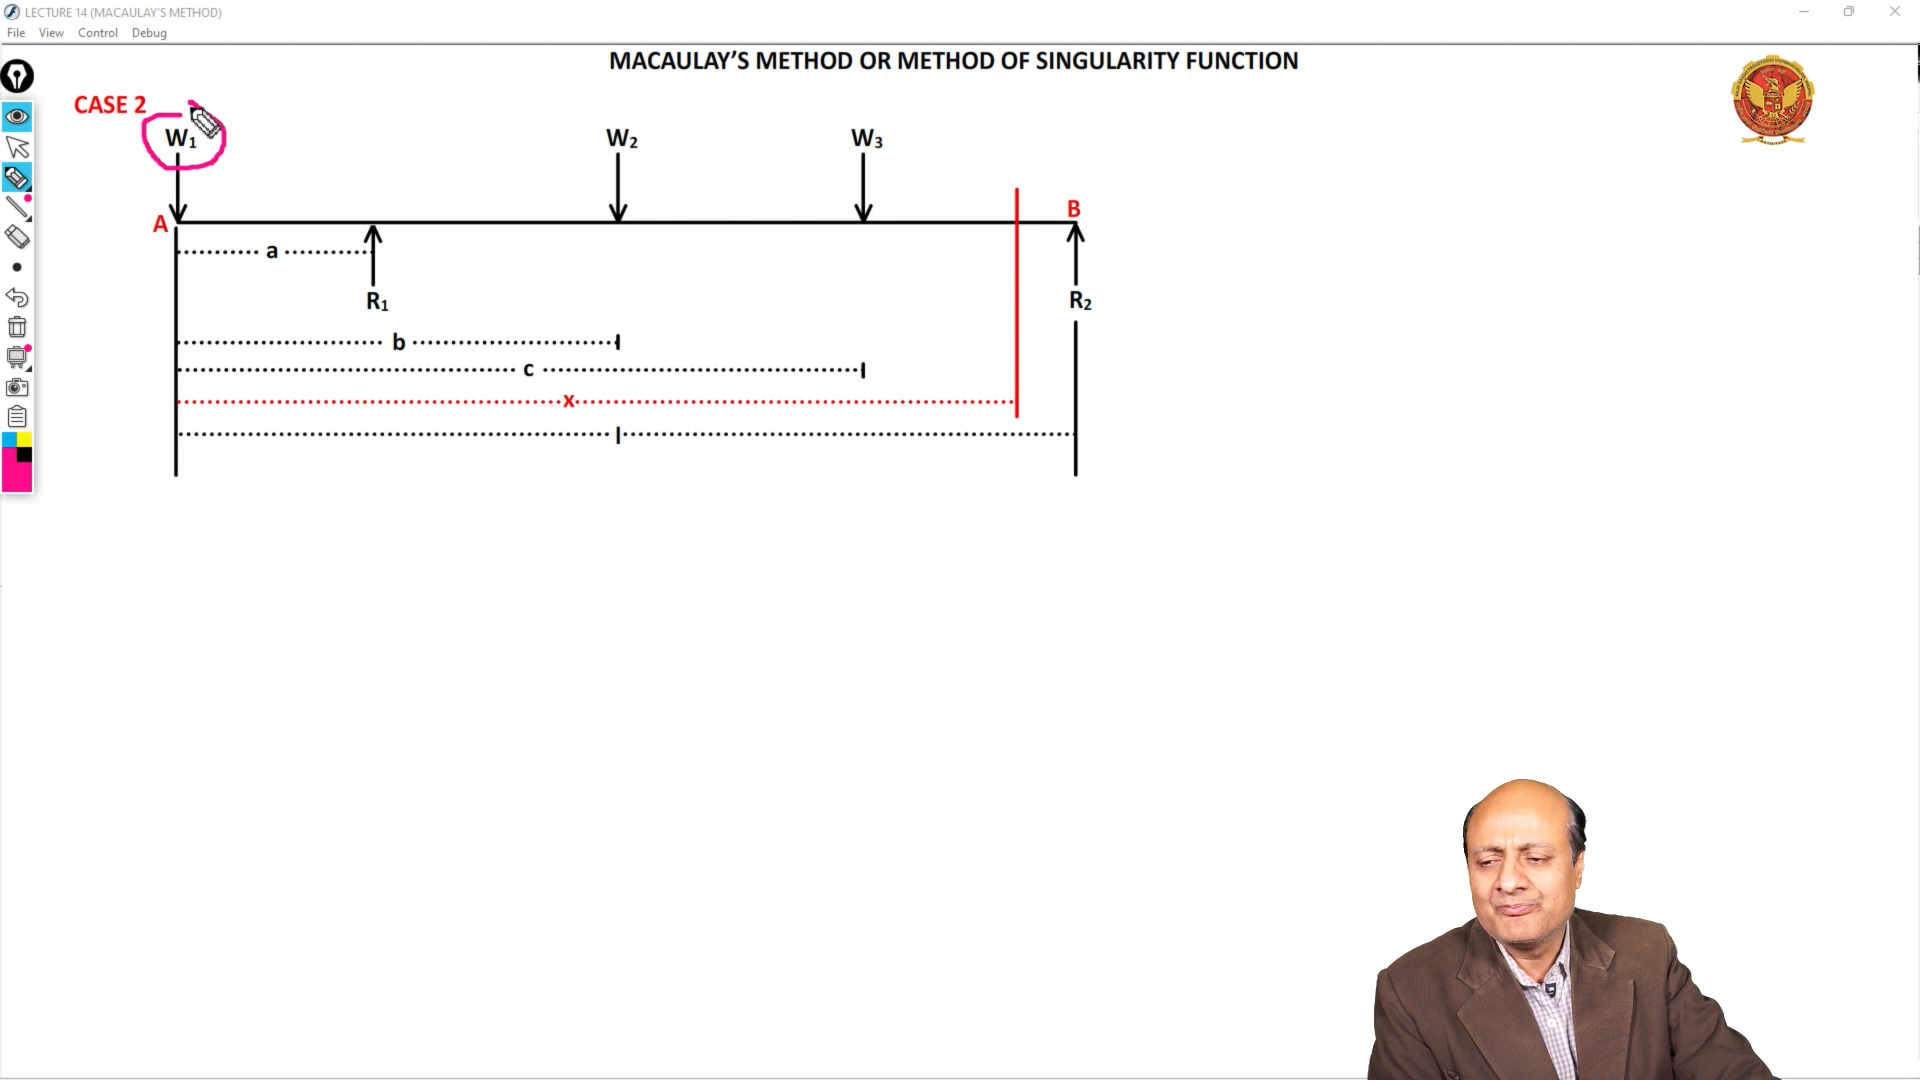 LECTURE 14 (MACAULAY'S METHOD)
File View Control Debug
MACAULAY'S METHOD OR METHOD OF SINGULARITY FUNCTION
CASE 2
W₁ W₂ W₃
A B
a
R₁ R₂
b
c
x
l